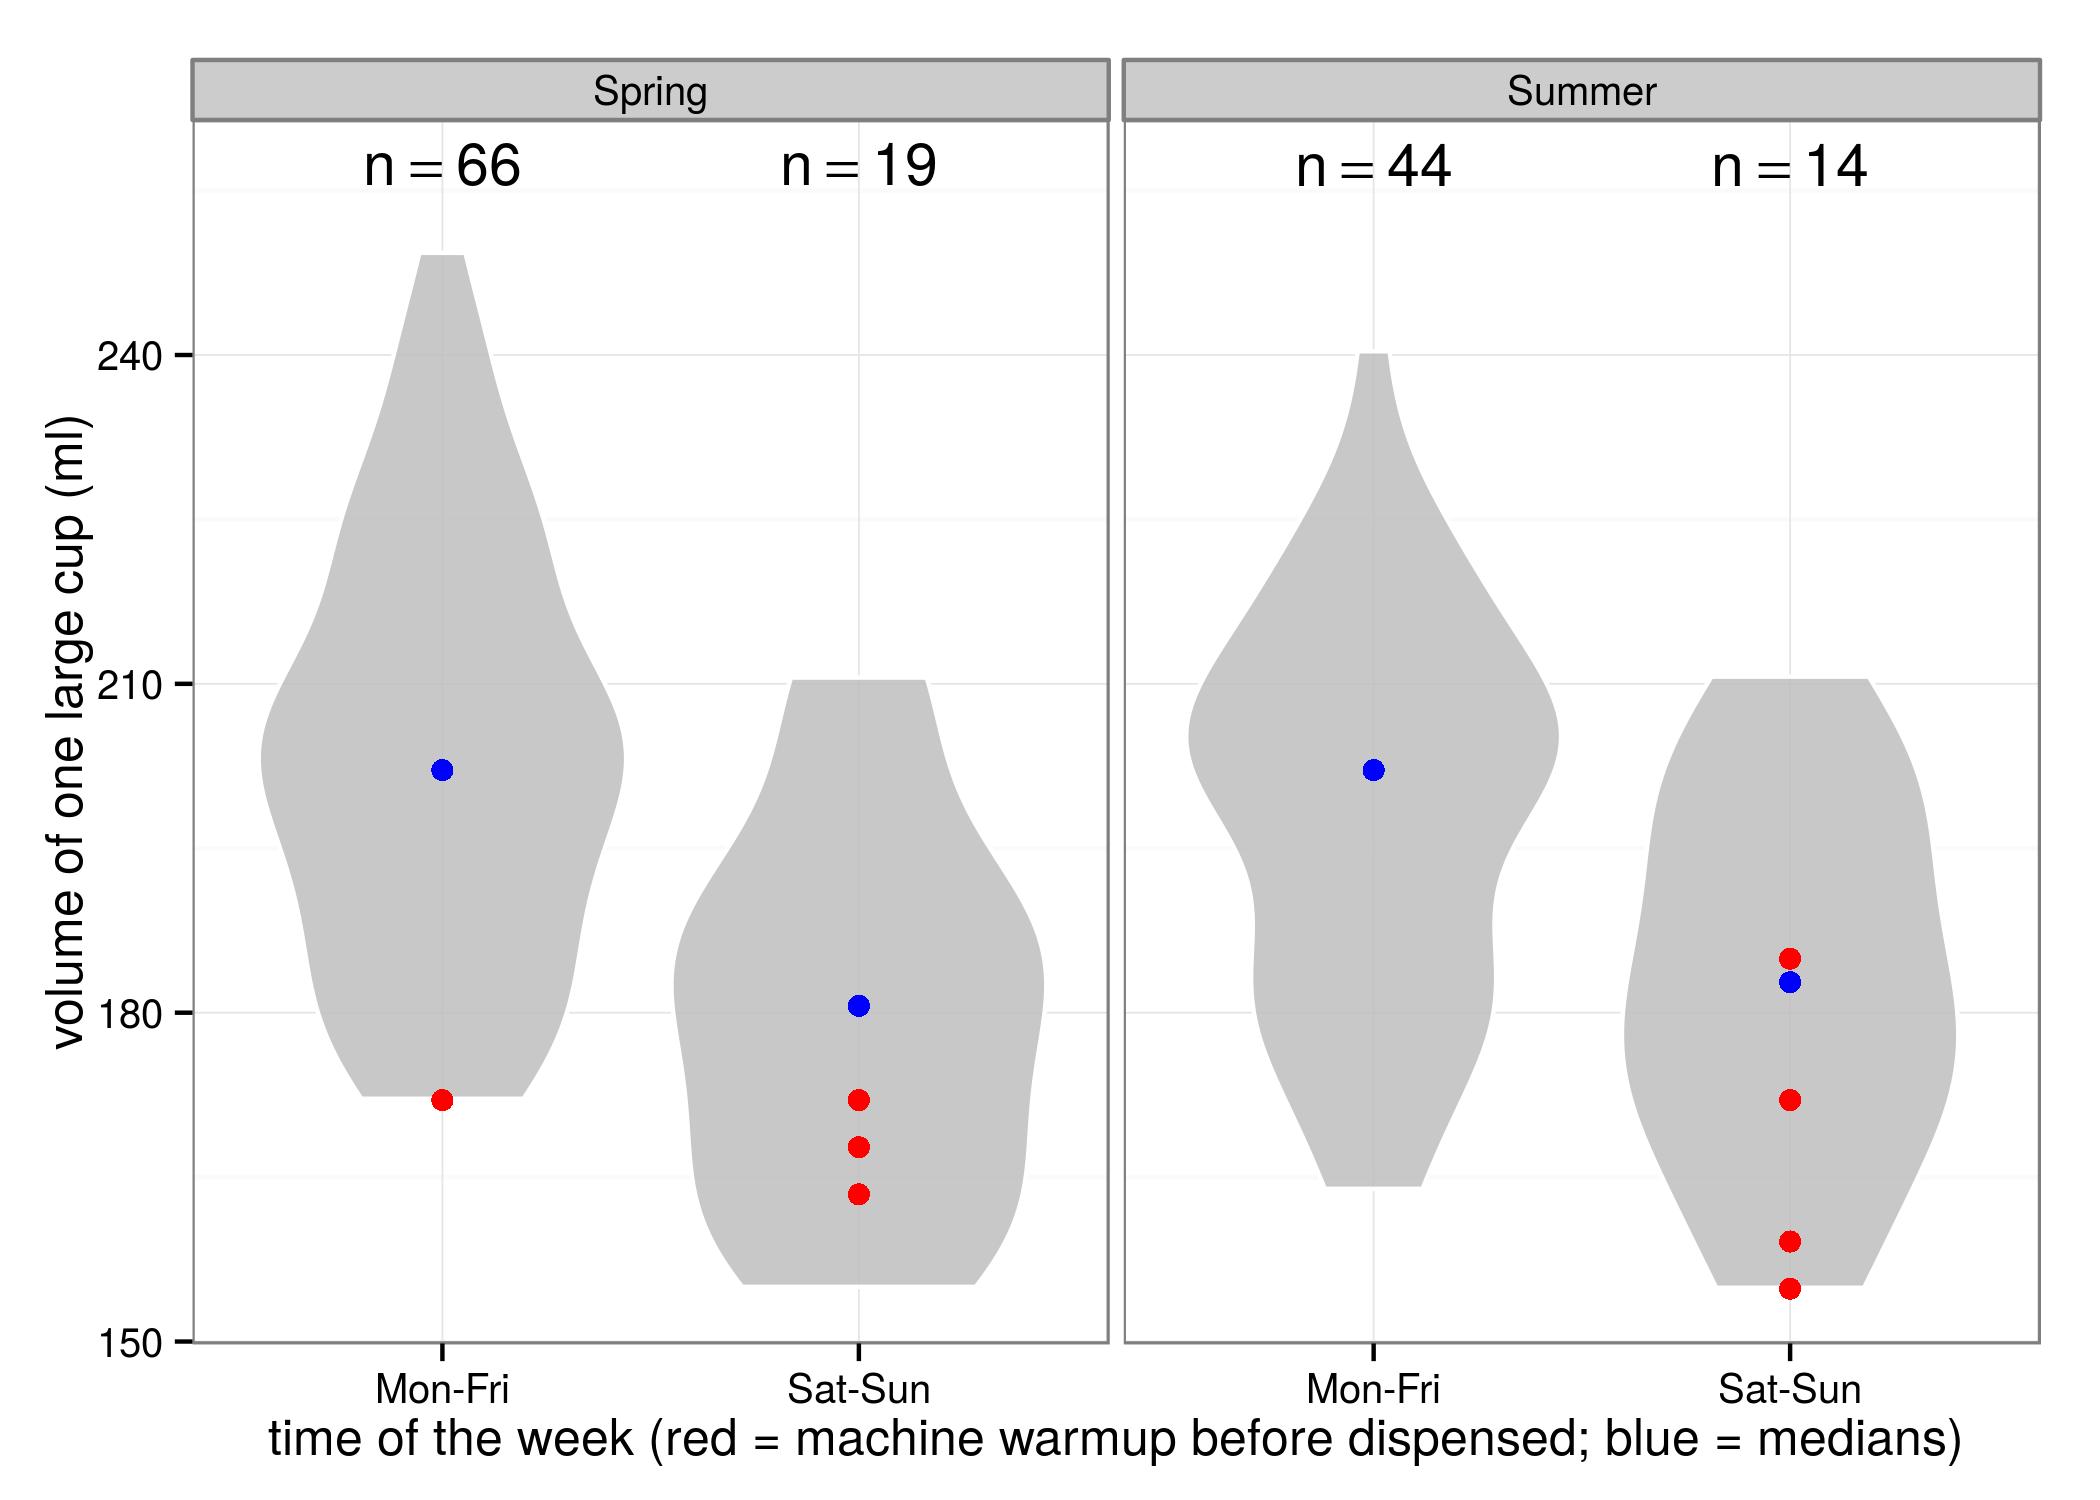 Spring
Summer
n = 66
n = 19
n = 44
n = 14
volume of one large cup (ml)
240
210
180
150
Mon-Fri
Sat-Sun
Mon-Fri
Sat-Sun
time of the week (red = machine warmup before dispensed; blue = medians)